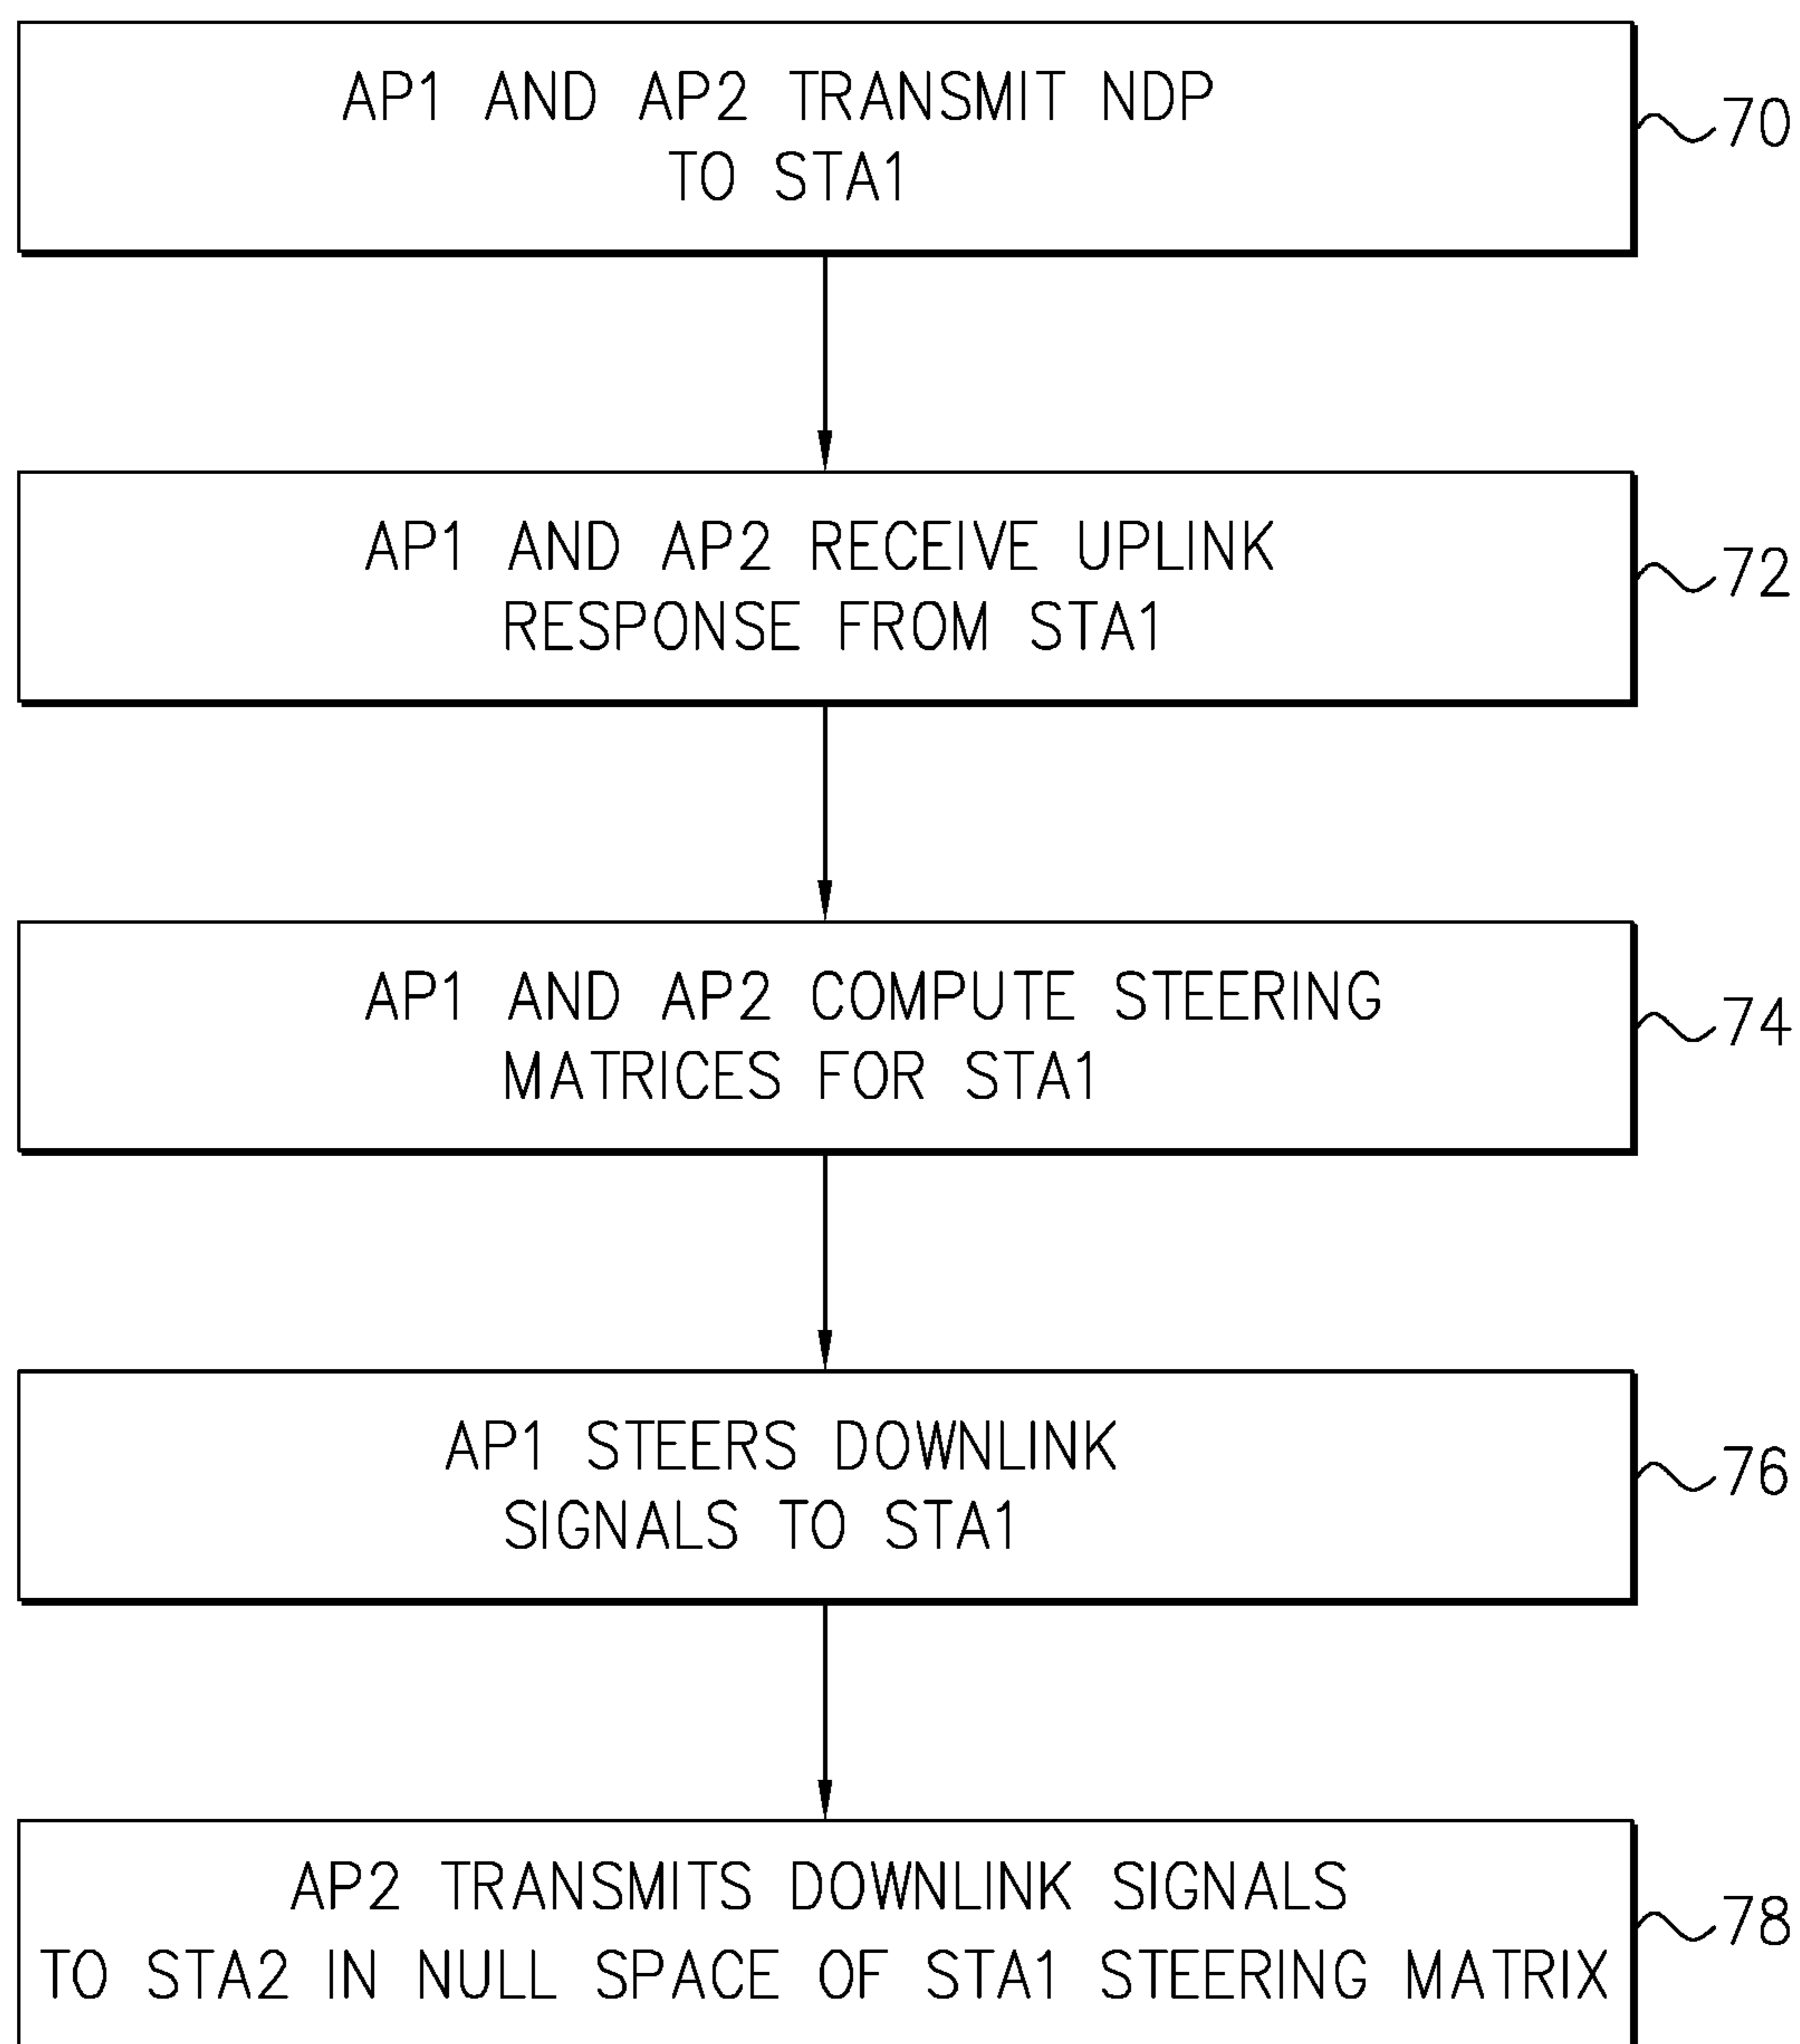 AP1 AND AP2 TRANSMIT NDP
TO STA1
70
AP1 AND AP2 RECEIVE UPLINK
RESPONSE FROM STA1
72
AP1 AND AP2 COMPUTE STEERING
MATRICES FOR STA1
74
AP1 STEERS DOWNLINK
SIGNALS TO STA1
76
AP2 TRANSMITS DOWNLINK SIGNALS
TO STA2 IN NULL SPACE OF STA1 STEERING MATRIX
78